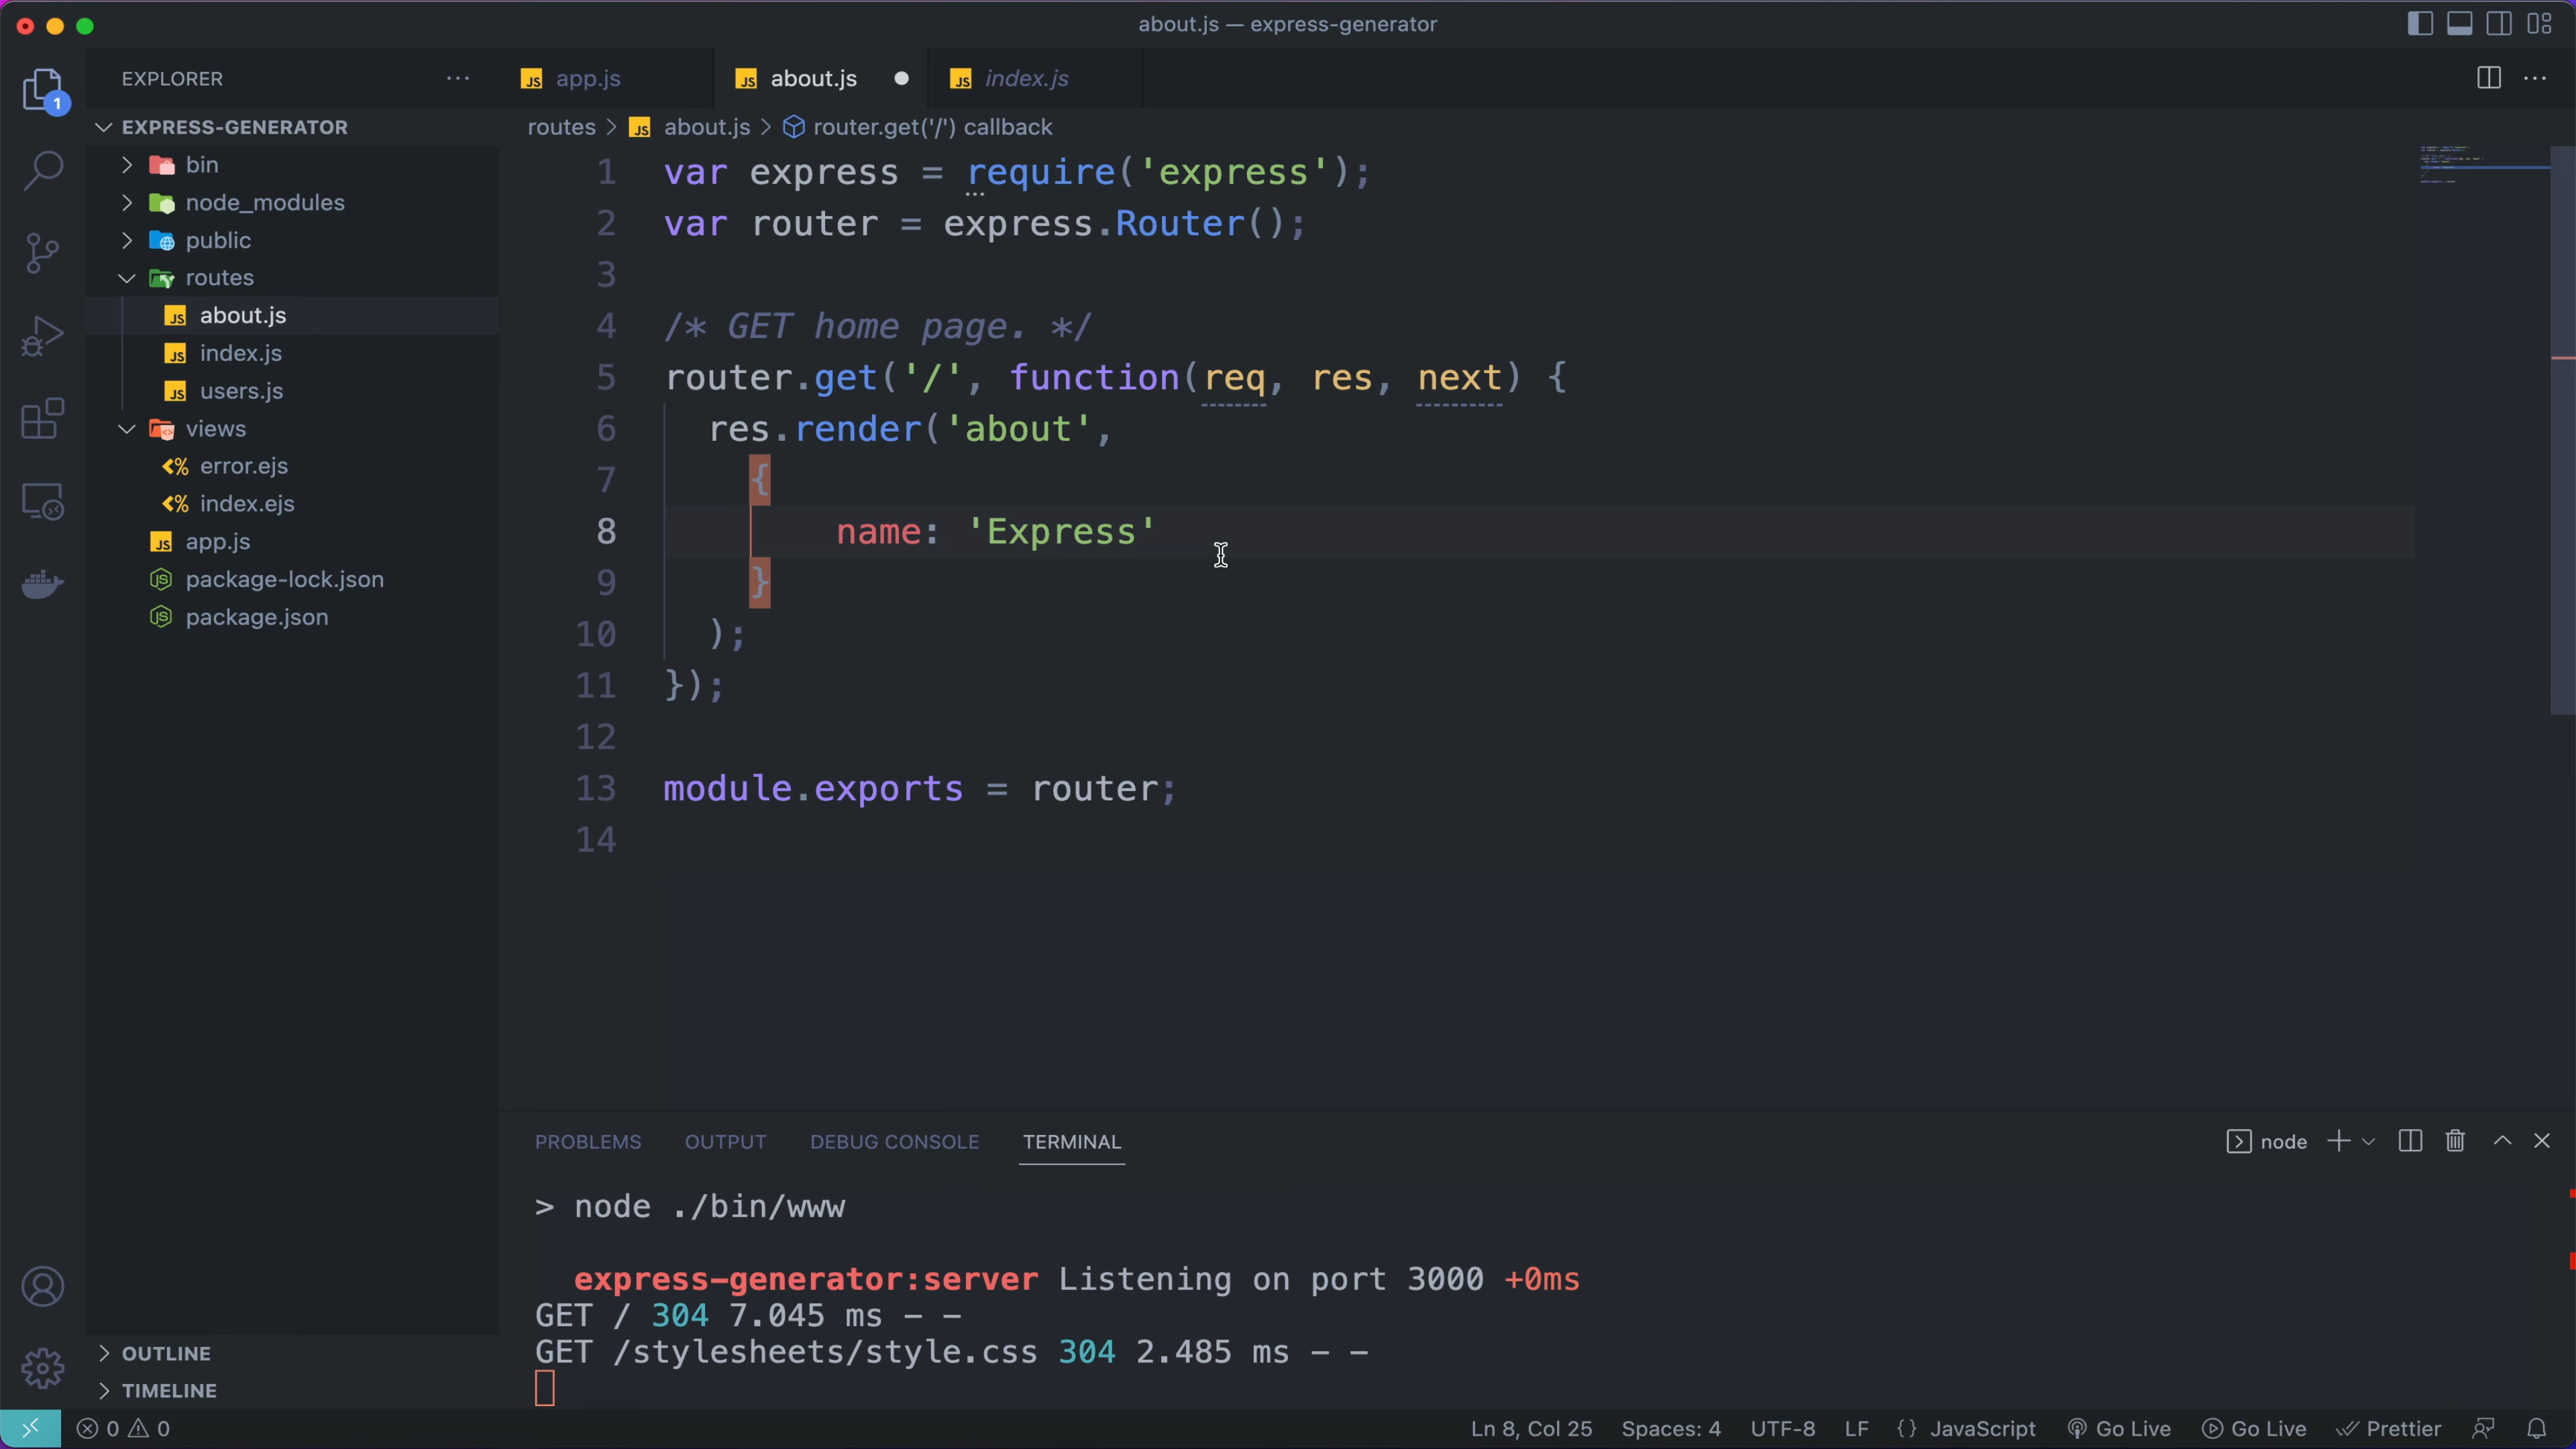 about.js — express-generator
EXPLORER
app.js
about.js
index.js
1
EXPRESS-GENERATOR
bin
node_modules
public
routes
about.js
index.js
users.js
views
error.ejs
index.ejs
app.js
package-lock.json
package.json
OUTLINE
TIMELINE
routes > JS about.js > router.get('/') callback
1 var express = require('express');
2 var router = express.Router();
3
4 /* GET home page. */
5 router.get('/', function(req, res, next) {
6 res.render('about',
7 {
8 name: 'Express'
9 }
10 );
11 });
12
13 module.exports = router;
14
PROBLEMS OUTPUT DEBUG CONSOLE TERMINAL
node
> node ./bin/www
express-generator:server Listening on port 3000 +0ms
GET / 304 7.045 ms - -
GET /stylesheets/style.css 304 2.485 ms - -
0 0
Ln 8, Col 25 Spaces: 4 UTF-8 LF {} JavaScript Go Live Go Live Prettier